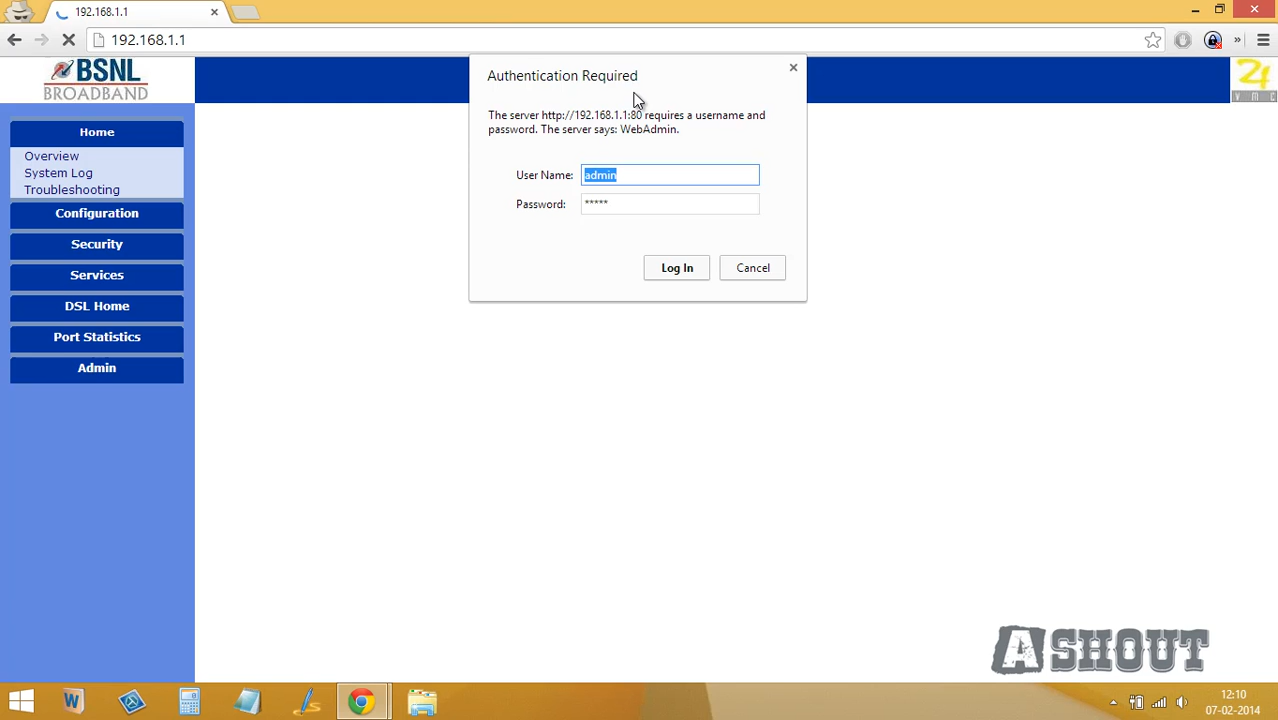 192.168.1.1
192.168.1.1
BSNL
BROADBAND
Authentication Required
The server http://192.168.1.1:80 requires a username and
password. The server says: WebAdmin.
User Name: admin
Password: *****
Log In Cancel
VMC
Home
Overview
System Log
Troubleshooting
Configuration
Security
Services
DSL Home
Port Statistics
Admin
ASHOUT
12:10
07-02-2014